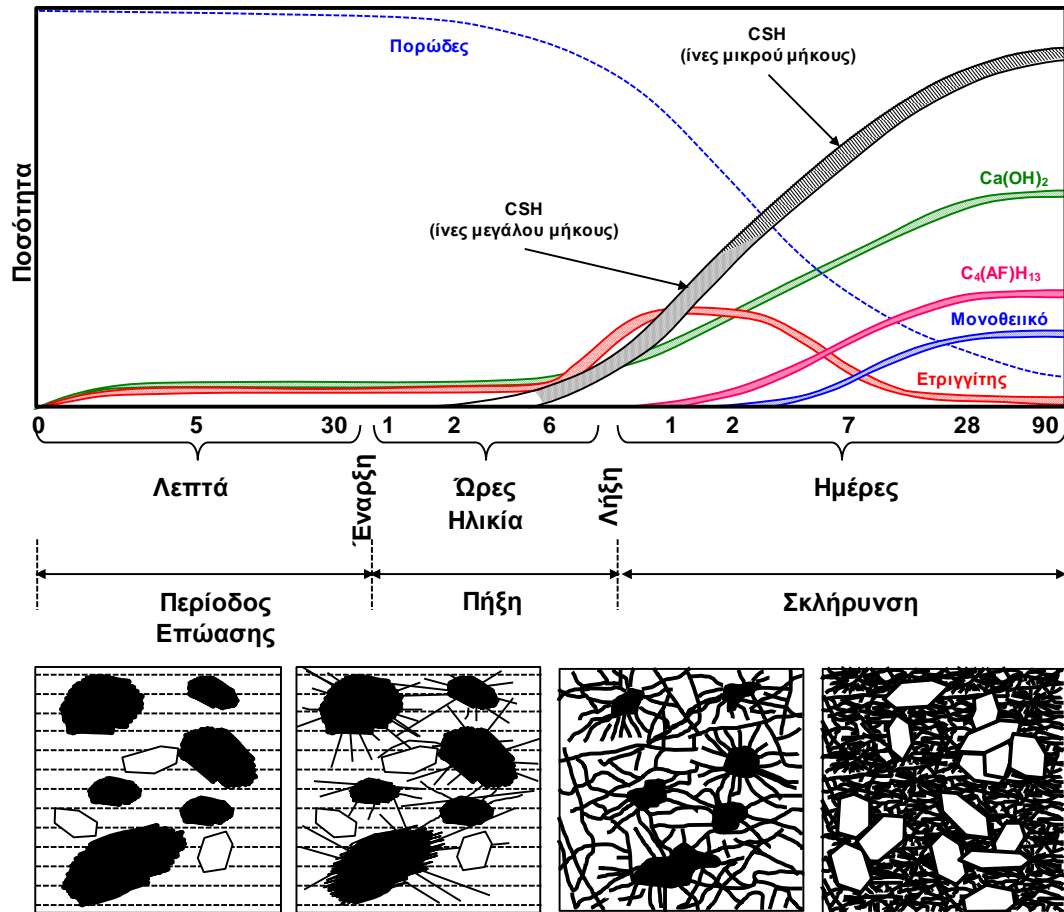 CSH
(ίνες μικρού μήκους)
Πορώδες
Ca(OH)2
CSH
(ίνες μεγάλου μήκους)
Ποσότητα
C4(AF)H13
Μονοθειικό
Ετριγγίτης
0 5 30 1 2 6 1 2 7 28 90
Λεπτά
Έναρξη
Ώρες
Ηλικία
Λήξη
Ημέρες
Περίοδος
Επώασης
Πήξη
Σκλήρυνση